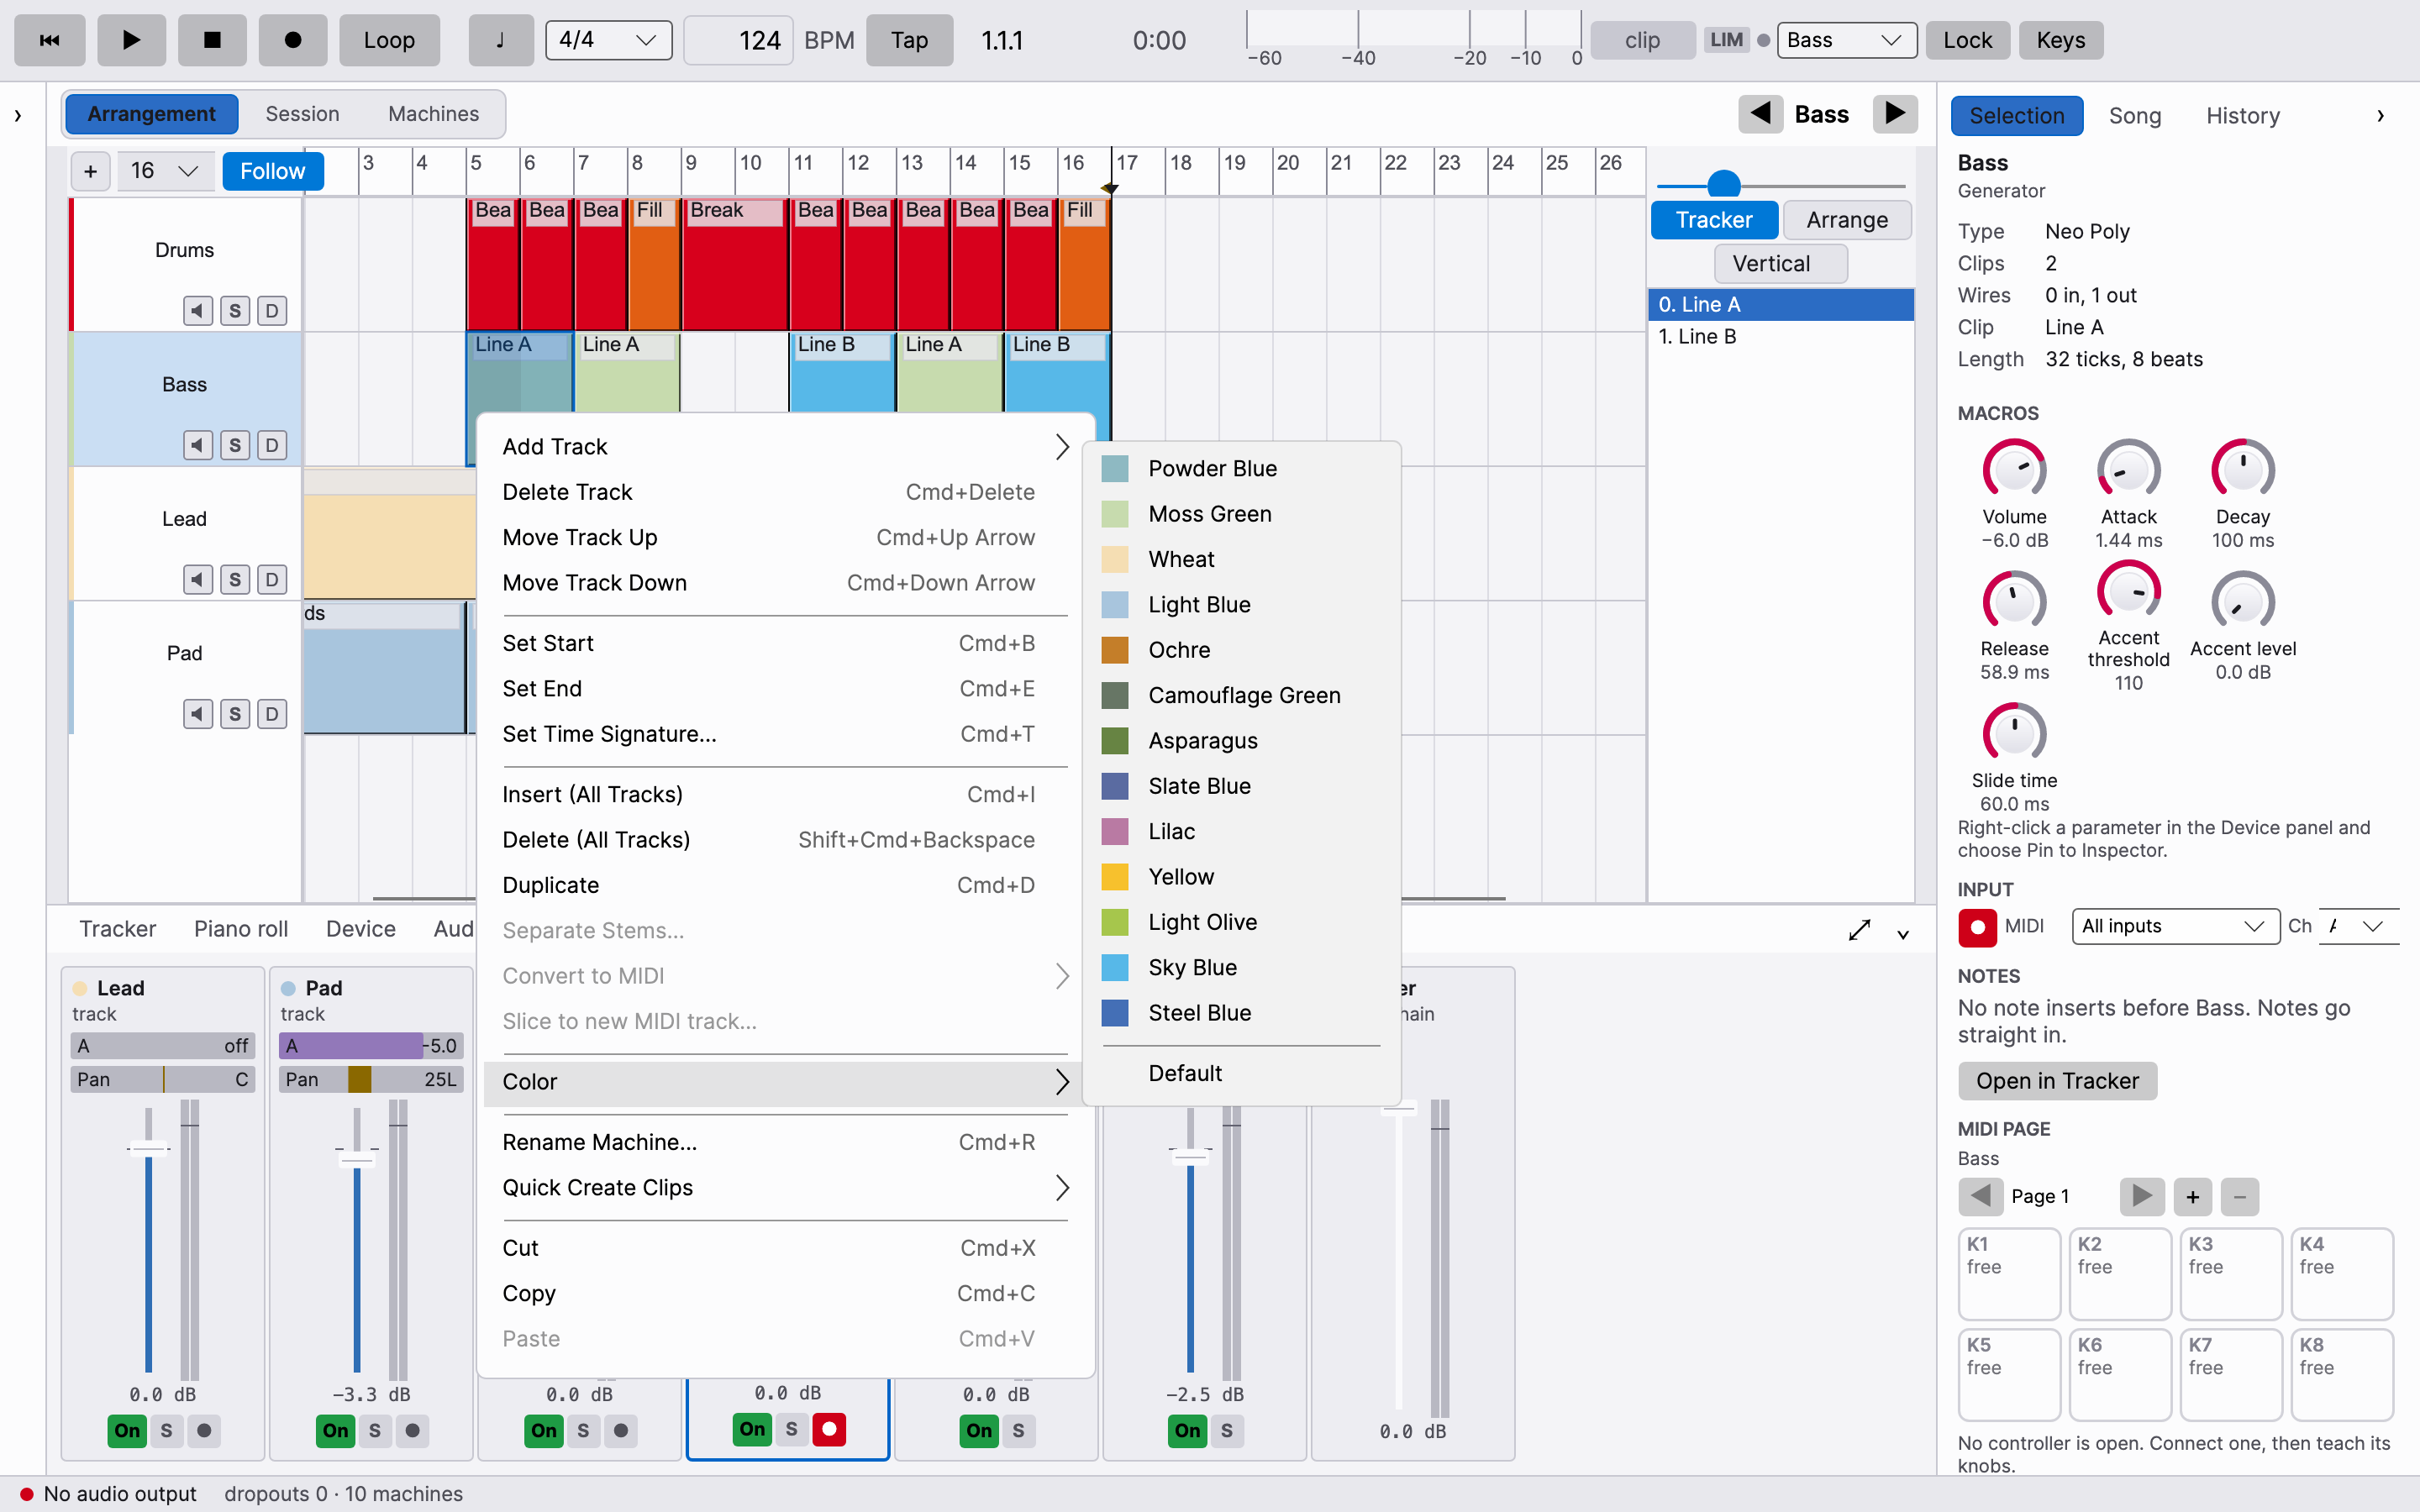 Loop
4/4
124 BPM
Tap
1.1.1
0:00
−60 −40 −20 −10 0
clip
LIM
Bass
Lock
Keys
Arrangement Session Machines
Bass
Selection Song History
+ 16 Follow
3 4 5 6 7 8 9 10 11 12 13 14 15 16 17 18 19 20 21 22 23 24 25 26
Drums
S D
Bea Bea Bea Fill Break Bea Bea Bea Bea Bea Fill
Bass
S D
Line A Line A Line B Line A Line B
Lead
S D
Pad
S D
ds
Tracker Arrange
Vertical
0. Line A
1. Line B
Add Track
Delete Track Cmd+Delete
Move Track Up Cmd+Up Arrow
Move Track Down Cmd+Down Arrow
Set Start Cmd+B
Set End Cmd+E
Set Time Signature... Cmd+T
Insert (All Tracks) Cmd+I
Delete (All Tracks) Shift+Cmd+Backspace
Duplicate Cmd+D
Separate Stems...
Convert to MIDI
Slice to new MIDI track...
Color
Rename Machine... Cmd+R
Quick Create Clips
Cut Cmd+X
Copy Cmd+C
Paste Cmd+V
Powder Blue
Moss Green
Wheat
Light Blue
Ochre
Camouflage Green
Asparagus
Slate Blue
Lilac
Yellow
Light Olive
Sky Blue
Steel Blue
Default
Bass
Generator
Type Neo Poly
Clips 2
Wires 0 in, 1 out
Clip Line A
Length 32 ticks, 8 beats
MACROS
Volume Attack Decay
−6.0 dB 1.44 ms 100 ms
Release Accent threshold Accent level
58.9 ms 110 0.0 dB
Slide time
60.0 ms
Right-click a parameter in the Device panel and
choose Pin to Inspector.
INPUT
MIDI All inputs Ch
NOTES
No note inserts before Bass. Notes go
straight in.
Open in Tracker
MIDI PAGE
Bass
Page 1 + −
K1 K2 K3 K4
free free free free
K5 K6 K7 K8
free free free free
No controller is open. Connect one, then teach its
knobs.
Tracker Piano roll Device Aud
Lead
track
A off
Pan C
0.0 dB
On S
Pad
track
A -5.0
Pan 25L
−3.3 dB
On S
0.0 dB
On S
0.0 dB
On S
0.0 dB
On S
−2.5 dB
On S
er
hain
0.0 dB
No audio output dropouts 0 · 10 machines